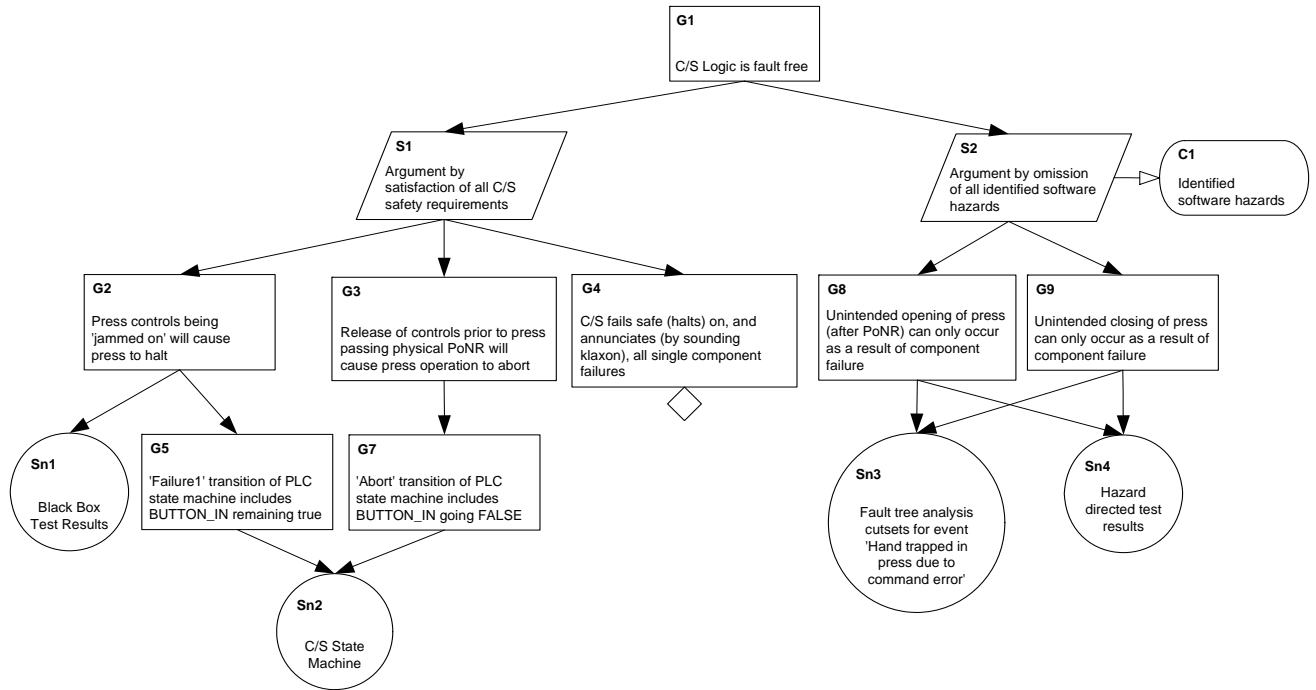 G1
C/S Logic is fault free
S1
Argument by
satisfaction of all C/S
safety requirements
S2
Argument by omission
of all identified software
hazards
C1
Identified
software hazards
G2
Press controls being
'jammed on' will cause
press to halt
G3
Release of controls prior to press
passing physical PoNR will
cause press operation to abort
G4
C/S fails safe (halts) on, and
annunciates (by sounding
klaxon), all single component
failures
G8
Unintended opening of press
(after PoNR) can only occur
as a result of component
failure
G9
Unintended closing of press
can only occur as a result of
component failure
Sn1
Black Box
Test Results
G5
'Failure1' transition of PLC
state machine includes
BUTTON_IN remaining true
G7
'Abort' transition of PLC
state machine includes
BUTTON_IN going FALSE
Sn3
Fault tree analysis
cutsets for event
'Hand trapped in
press due to
command error'
Sn4
Hazard
directed test
results
Sn2
C/S State
Machine